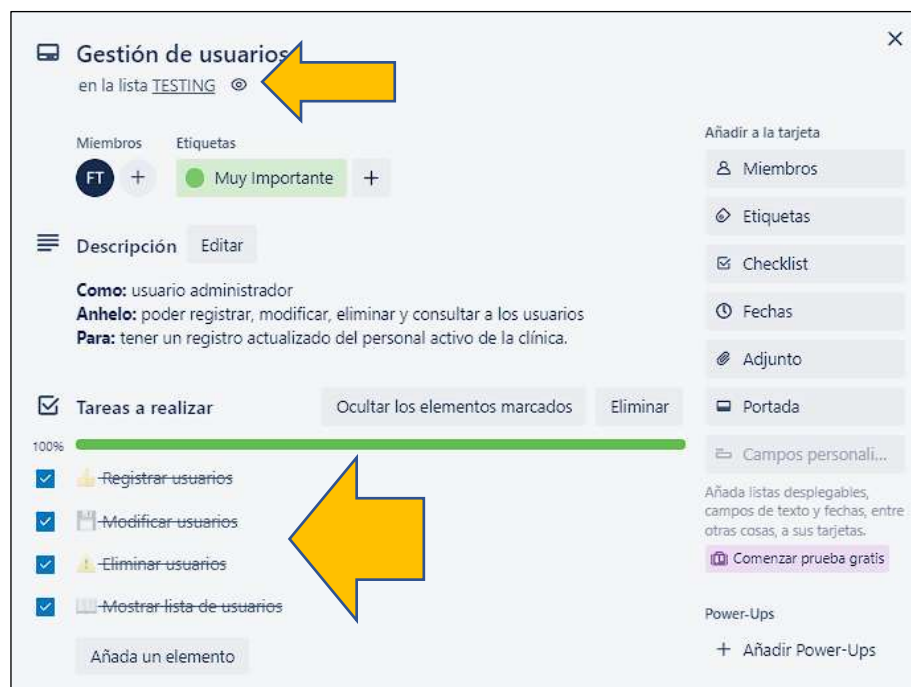 Gestión de usuarios
en la lista TESTING
Miembros
Etiquetas
FT
+
Muy Importante
+
Descripción
Editar
Como: usuario administrador
Anhelo: poder registrar, modificar, eliminar y consultar a los usuarios
Para: tener un registro actualizado del personal activo de la clínica.
Tareas a realizar
Ocultar los elementos marcados
Eliminar
100%
Registrar usuarios
Modificar usuarios
Eliminar usuarios
Mostrar lista de usuarios
Añada un elemento
Añadir a la tarjeta
Miembros
Etiquetas
Checklist
Fechas
Adjunto
Portada
Campos personali...
Añada listas desplegables,
campos de texto y fechas, entre
otras cosas, a sus tarjetas.
Comenzar prueba gratis
Power-Ups
+ Añadir Power-Ups